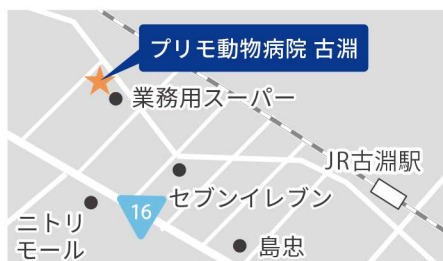 プリモ動物病院 古淵
業務用スーパー
JR古淵駅
セブンイレブン
16
ニトリ
モール
島忠